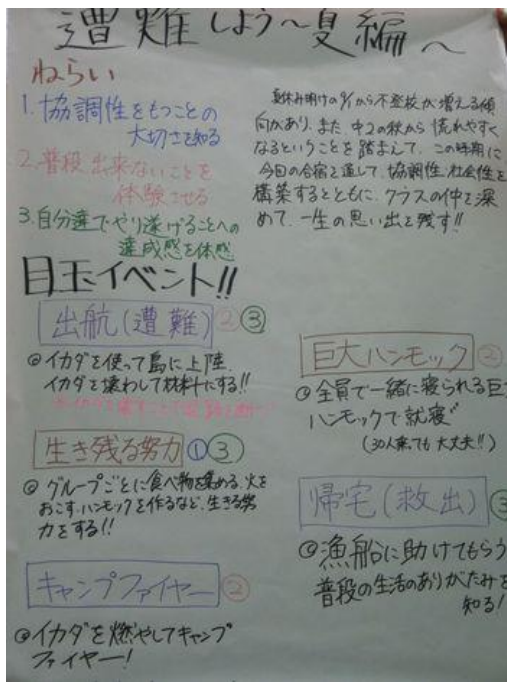 遭難しよう〜夏編〜
ねらい
1.協調性をもつことの
大切さを知る
2.普段出来ないことを
体験させる
3.自分達でやり遂げることへの
達成感を体感
夏休み明けの9/1から不登校が増える傾
向があり、また、中2の秋から慌れやすく
なるということを踏まえて、この時期に
今回の合宿を通して、協調性、社会性を
構築するとともに、クラスの仲を深
めて、一生の思い出を残す!!
目玉イベント!!
出航(遭難)②③
◎イカダを使って島に上陸。
イカダを壊わして材料にする!!
生き残る努力①③
◎グループごとに食べ物を集める、火を
おこす、ハンモックを作るなど、生きる努
力をする!!
キャンプファイヤー②
◎イカダを燃やしてキャンプ
ファイヤー!
巨大ハンモック②
◎全員で一緒に寝られる巨大
ハンモックで就寝
(30人乗っても大丈夫!!)
帰宅(救出)③
◎漁船に助けてもらう
普段の生活のありがたみを
知る!